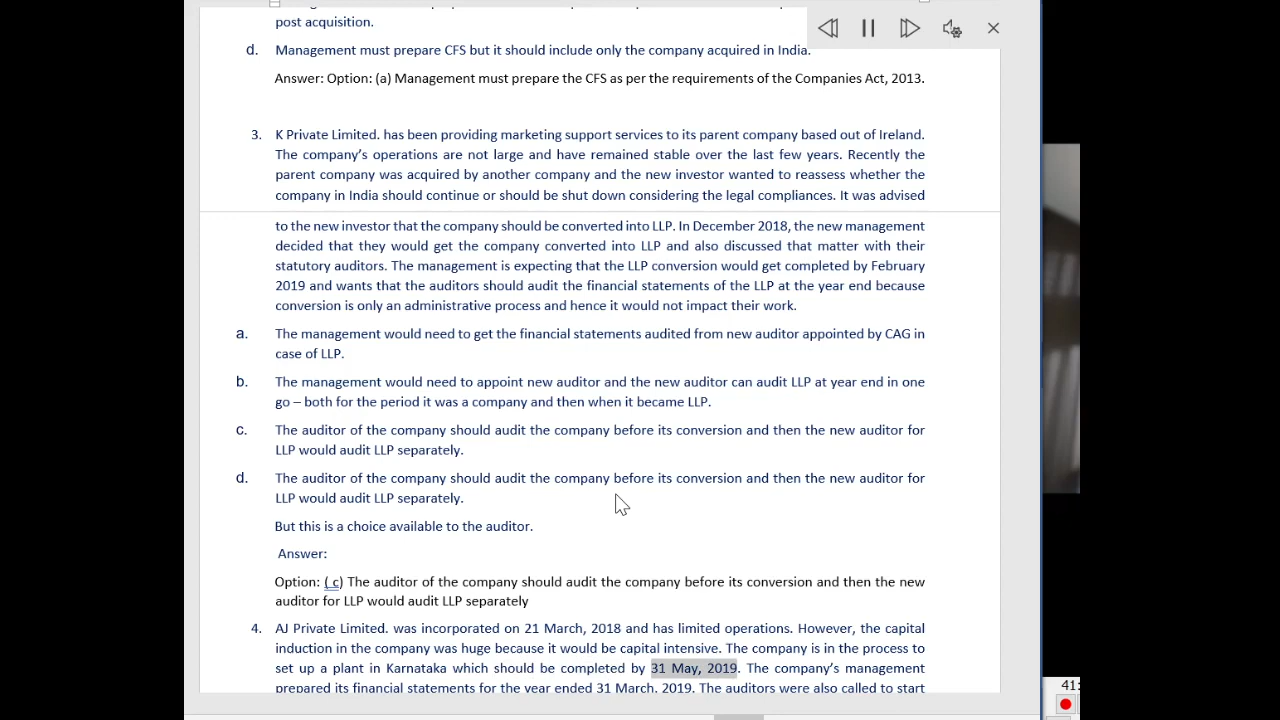 post acquisition.
d. Management must prepare CFS but it should include only the company acquired in India.
Answer: Option: (a) Management must prepare the CFS as per the requirements of the Companies Act, 2013.
3. K Private Limited. has been providing marketing support services to its parent company based out of Ireland.
The company's operations are not large and have remained stable over the last few years. Recently the
parent company was acquired by another company and the new investor wanted to reassess whether the
company in India should continue or should be shut down considering the legal compliances. It was advised
to the new investor that the company should be converted into LLP. In December 2018, the new management
decided that they would get the company converted into LLP and also discussed that matter with their
statutory auditors. The management is expecting that the LLP conversion would get completed by February
2019 and wants that the auditors should audit the financial statements of the LLP at the year end because
conversion is only an administrative process and hence it would not impact their work.
a. The management would need to get the financial statements audited from new auditor appointed by CAG in
case of LLP.
b. The management would need to appoint new auditor and the new auditor can audit LLP at year end in one
go – both for the period it was a company and then when it became LLP.
c. The auditor of the company should audit the company before its conversion and then the new auditor for
LLP would audit LLP separately.
d. The auditor of the company should audit the company before its conversion and then the new auditor for
LLP would audit LLP separately.
But this is a choice available to the auditor.
Answer:
Option: ( c) The auditor of the company should audit the company before its conversion and then the new
auditor for LLP would audit LLP separately
4. AJ Private Limited. was incorporated on 21 March, 2018 and has limited operations. However, the capital
induction in the company was huge because it would be capital intensive. The company is in the process to
set up a plant in Karnataka which should be completed by 31 May, 2019. The company's management
prepared its financial statements for the year ended 31 March, 2019. The auditors were also called to start
41: